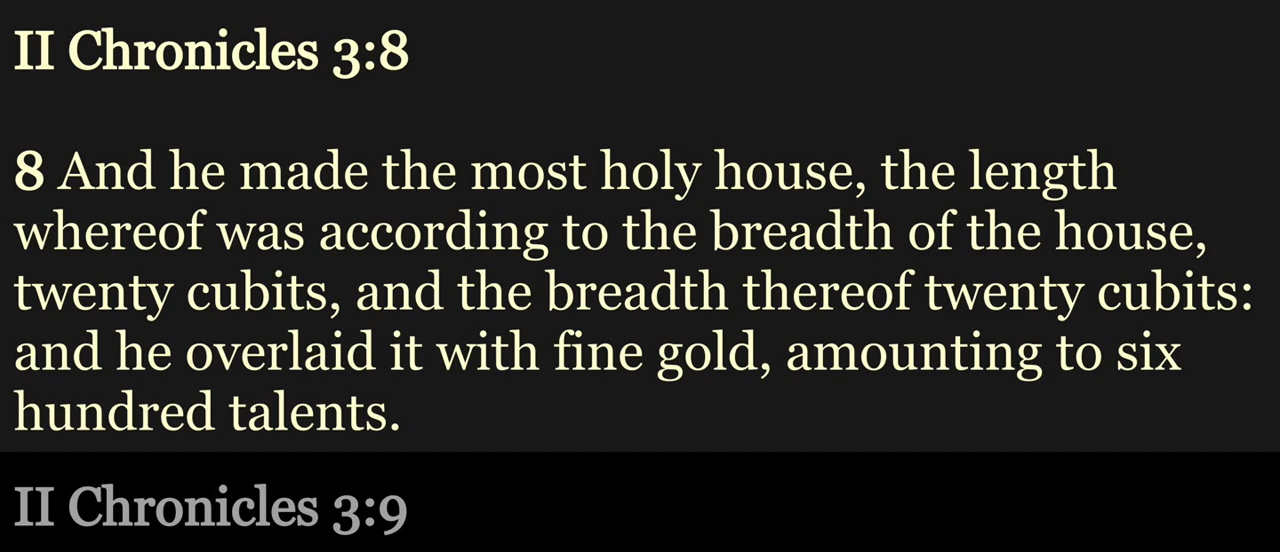 II Chronicles 3:8
8 And he made the most holy house, the length
whereof was according to the breadth of the house,
twenty cubits, and the breadth thereof twenty cubits:
and he overlaid it with fine gold, amounting to six
hundred talents.
II Chronicles 3:9